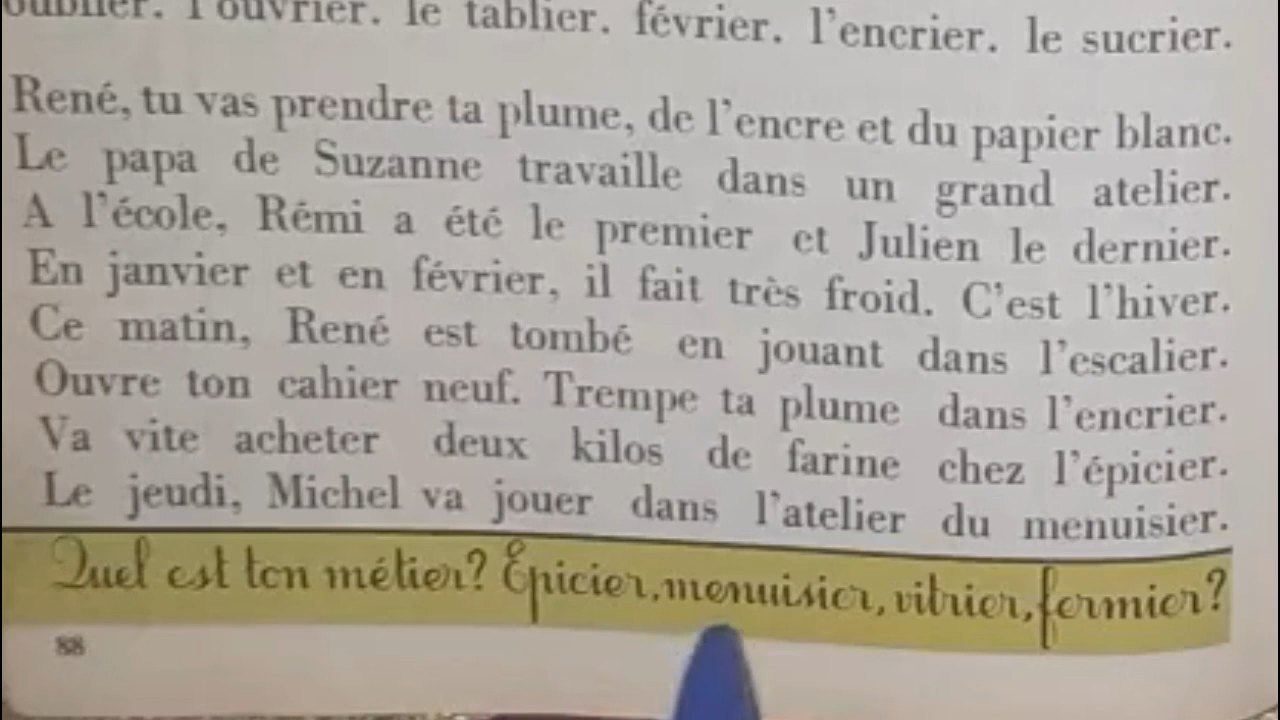 oublier. l'ouvrier. le tablier. février. l'encrier. le sucrier.
René, tu vas prendre ta plume, de l'encre et du papier blanc.
Le papa de Suzanne travaille dans un grand atelier.
A l'école, Rémi a été le premier et Julien le dernier.
En janvier et en février, il fait très froid. C'est l'hiver.
Ce matin, René est tombé en jouant dans l'escalier.
Ouvre ton cahier neuf. Trempe ta plume dans l'encrier.
Va vite acheter deux kilos de farine chez l'épicier.
Le jeudi, Michel va jouer dans l'atelier du menuisier.
Quel est ton métier? Épicier, menuisier, vitrier, fermier?
88